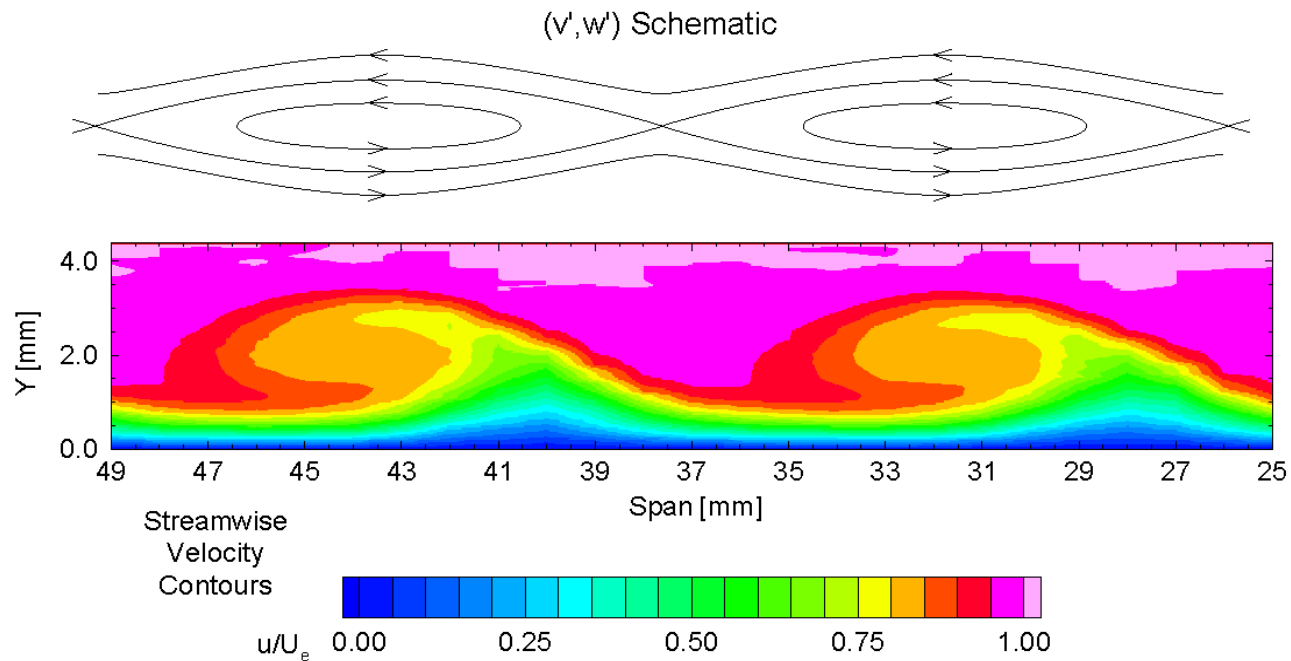 (v',w') Schematic
4.0
2.0
0.0
Y [mm]
49 47 45 43 41 39 37 35 33 31 29 27 25
Span [mm]
Streamwise
Velocity
Contours
u/U_e 0.00 0.25 0.50 0.75 1.00